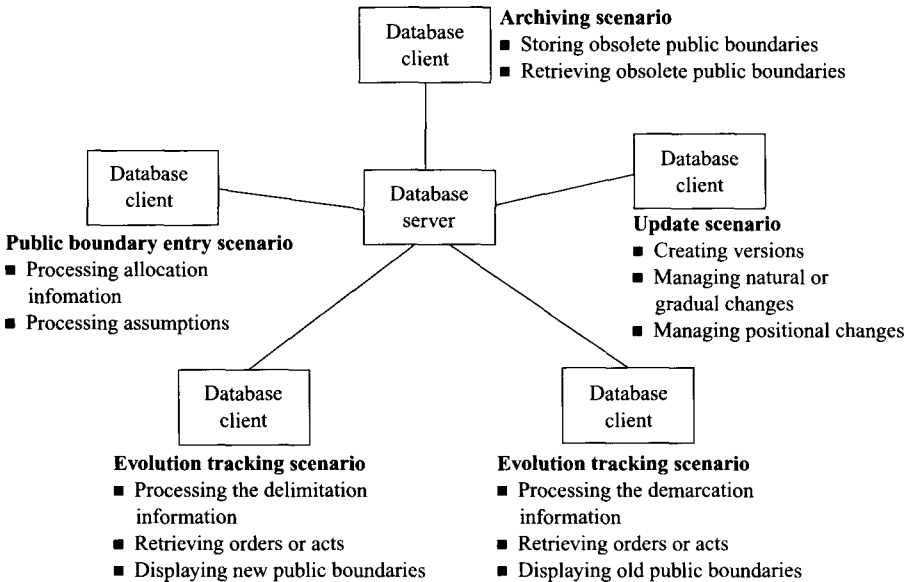 Database
client
Archiving scenario
■ Storing obsolete public boundaries
■ Retrieving obsolete public boundaries
Database
client
Public boundary entry scenario
■ Processing allocation
infomation
■ Processing assumptions
Database
server
Database
client
Update scenario
■ Creating versions
■ Managing natural or
gradual changes
■ Managing positional changes
Database
client
Evolution tracking scenario
■ Processing the delimitation
information
■ Retrieving orders or acts
■ Displaying new public boundaries
Database
client
Evolution tracking scenario
■ Processing the demarcation
information
■ Retrieving orders or acts
■ Displaying old public boundaries